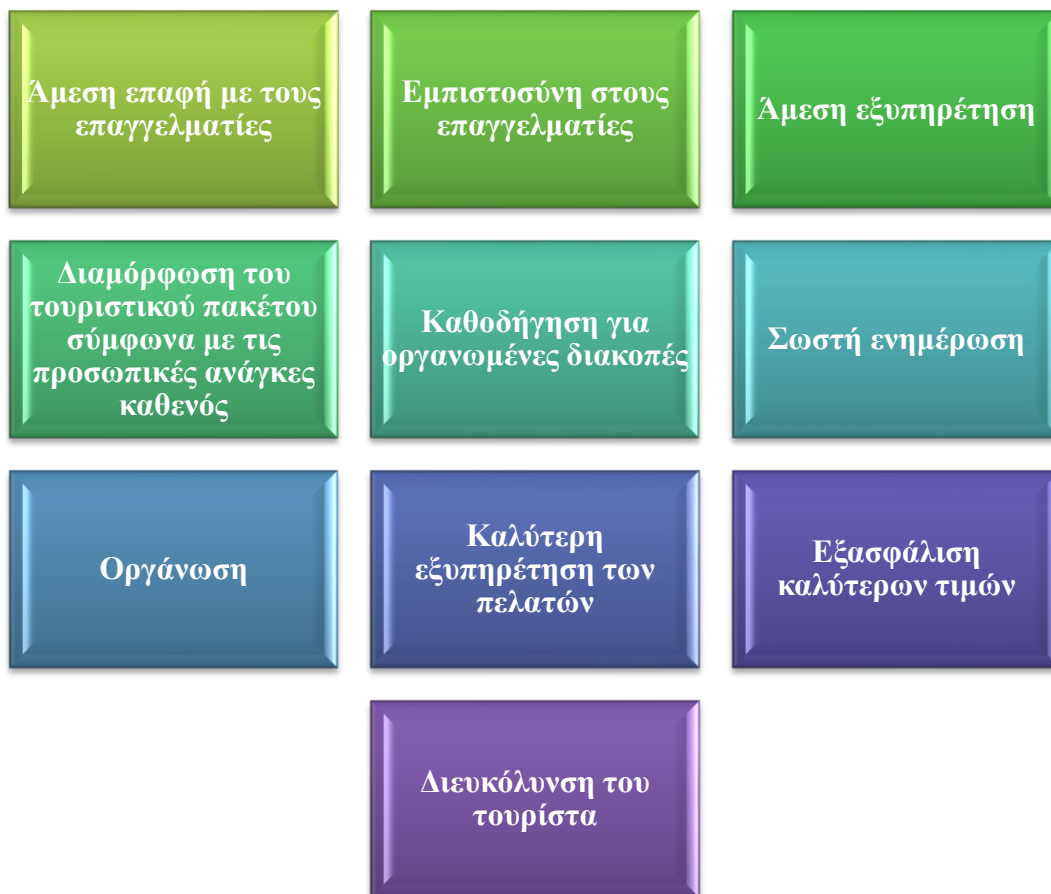 Άμεση επαφή με τους
επαγγελματίες
Εμπιστοσύνη στους
επαγγελματίες
Άμεση εξυπηρέτηση
Διαμόρφωση του
τουριστικού πακέτου
σύμφωνα με τις
προσωπικές ανάγκες
καθενός
Καθοδήγηση για
οργανωμένες διακοπές
Σωστή ενημέρωση
Οργάνωση
Καλύτερη
εξυπηρέτηση των
πελατών
Εξασφάλιση
καλύτερων τιμών
Διευκόλυνση του
τουρίστα